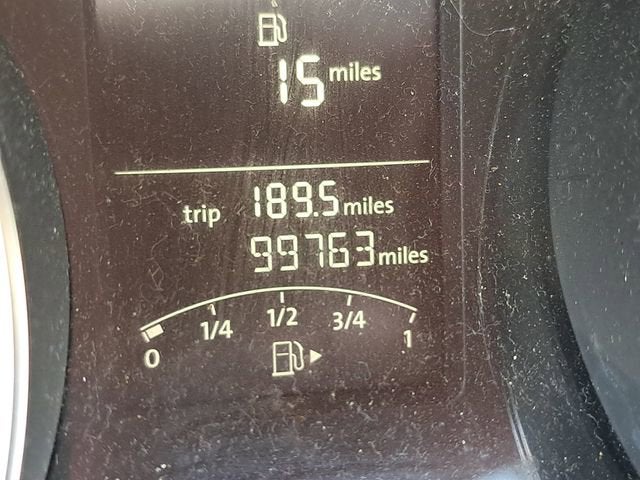 15 miles
trip 189.5 miles
99763 miles
0 1/4 1/2 3/4 1